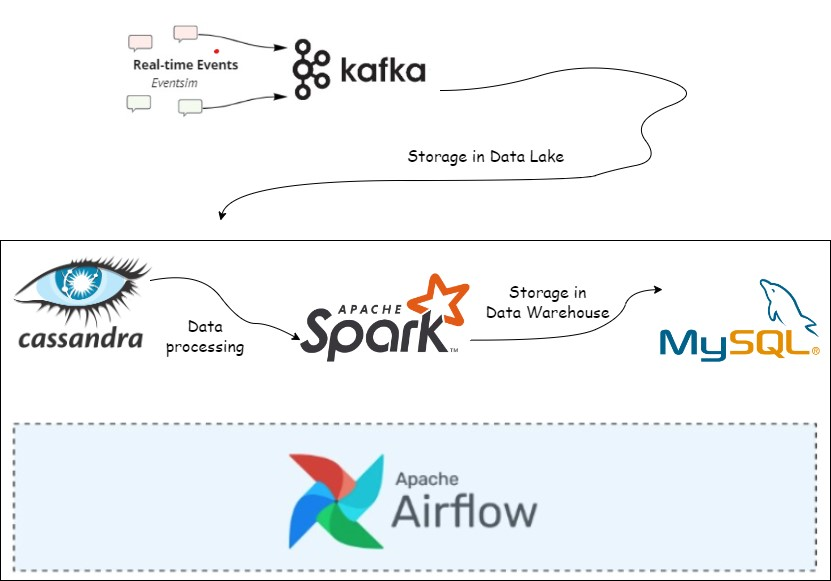 Real-time Events
Eventsim
kafka
Storage in Data Lake
cassandra
Data
processing
APACHE
Spark™
Storage in
Data Warehouse
MySQL®
Apache
Airflow